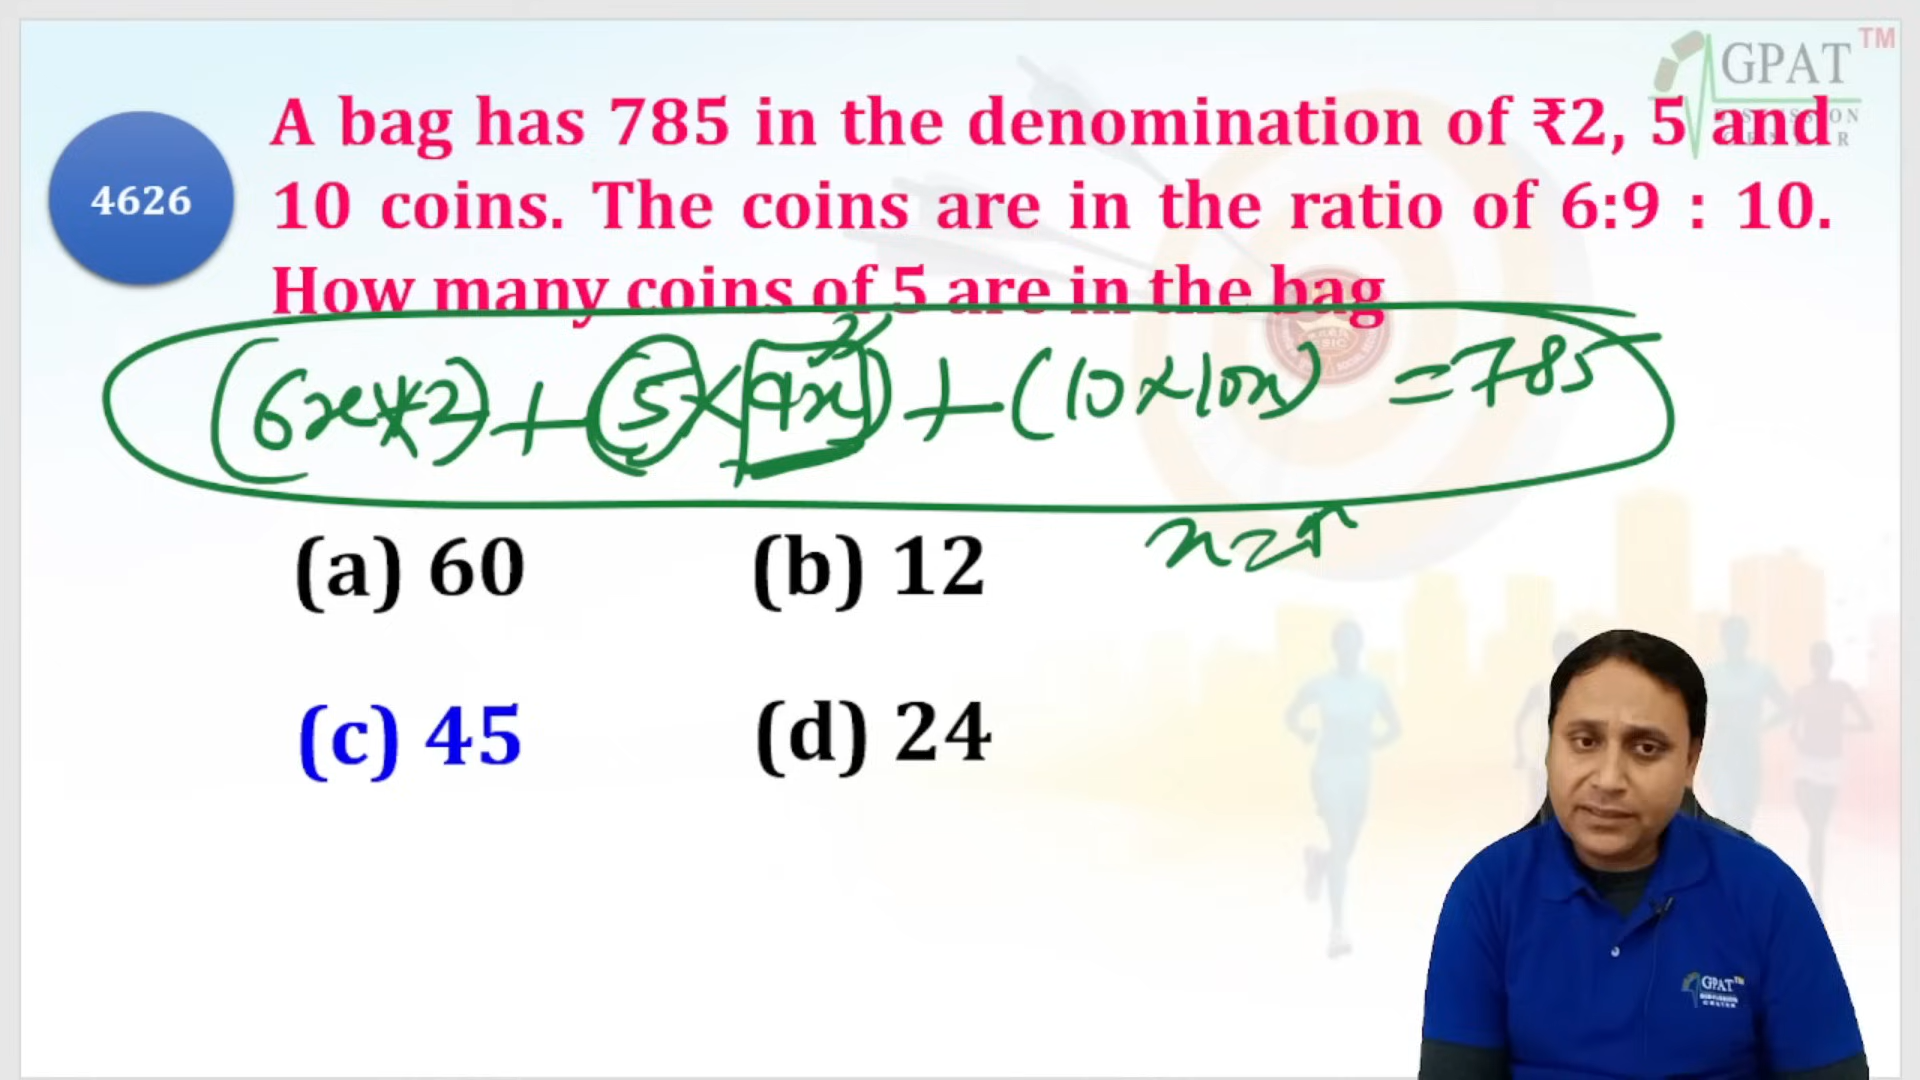 GPAT TM
4626
A bag has 785 in the denomination of ₹2, 5 and
10 coins. The coins are in the ratio of 6:9 : 10.
How many coins of 5 are in the bag
(6x*2) + (5×9x) + (10×10x) = 785
(a) 60 (b) 12
(c) 45 (d) 24
GPAT